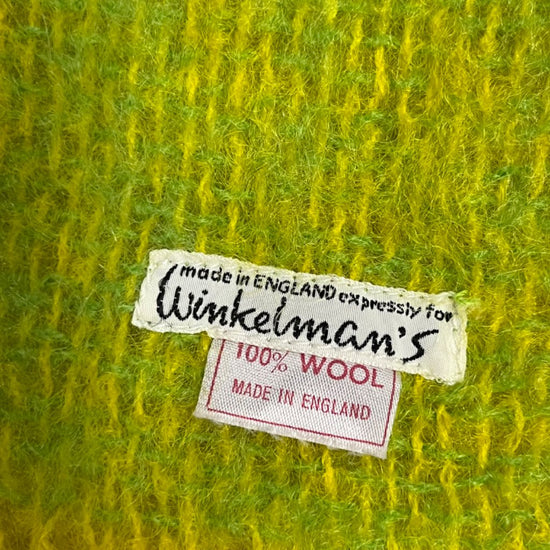 made in ENGLAND expressly for
Winkelman's
100% WOOL
MADE IN ENGLAND